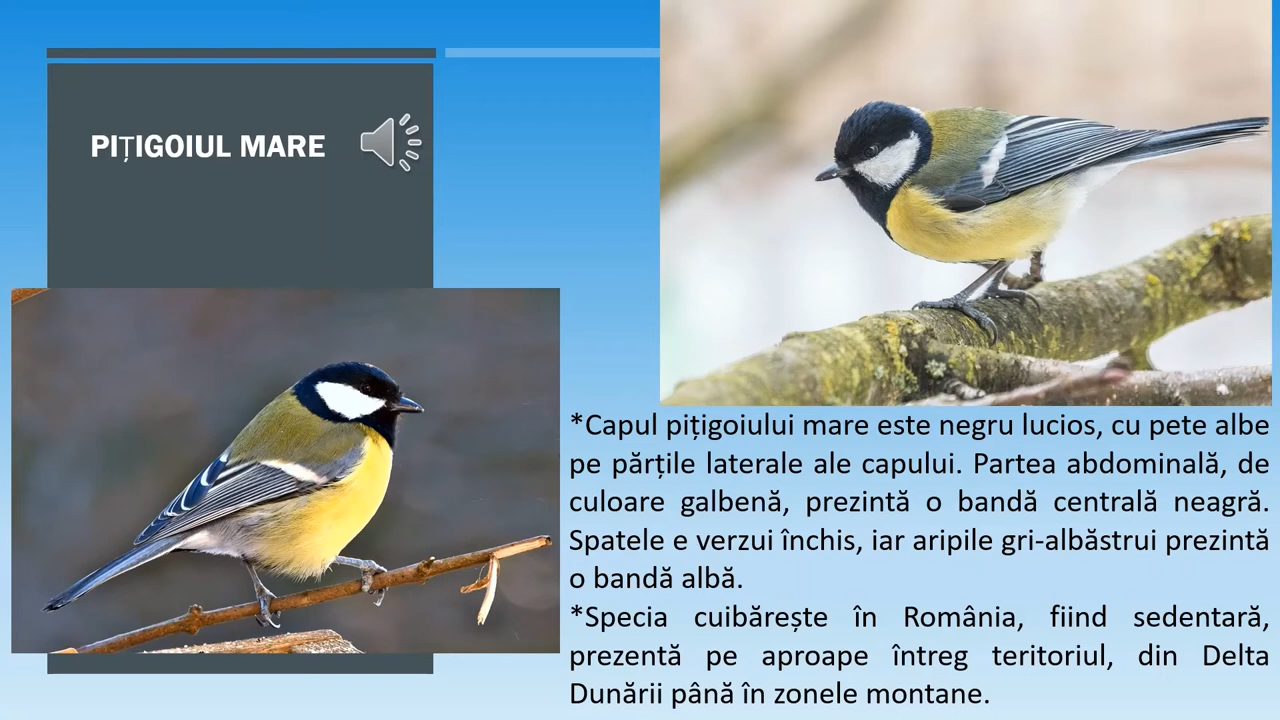 PIȚIGOIUL MARE
*Capul pițigoiului mare este negru lucios, cu pete albe
pe părțile laterale ale capului. Partea abdominală, de
culoare galbenă, prezintă o bandă centrală neagră.
Spatele e verzui închis, iar aripile gri-albăstrui prezintă
o bandă albă.
*Specia cuibărește în România, fiind sedentară,
prezentă pe aproape întreg teritoriul, din Delta
Dunării până în zonele montane.